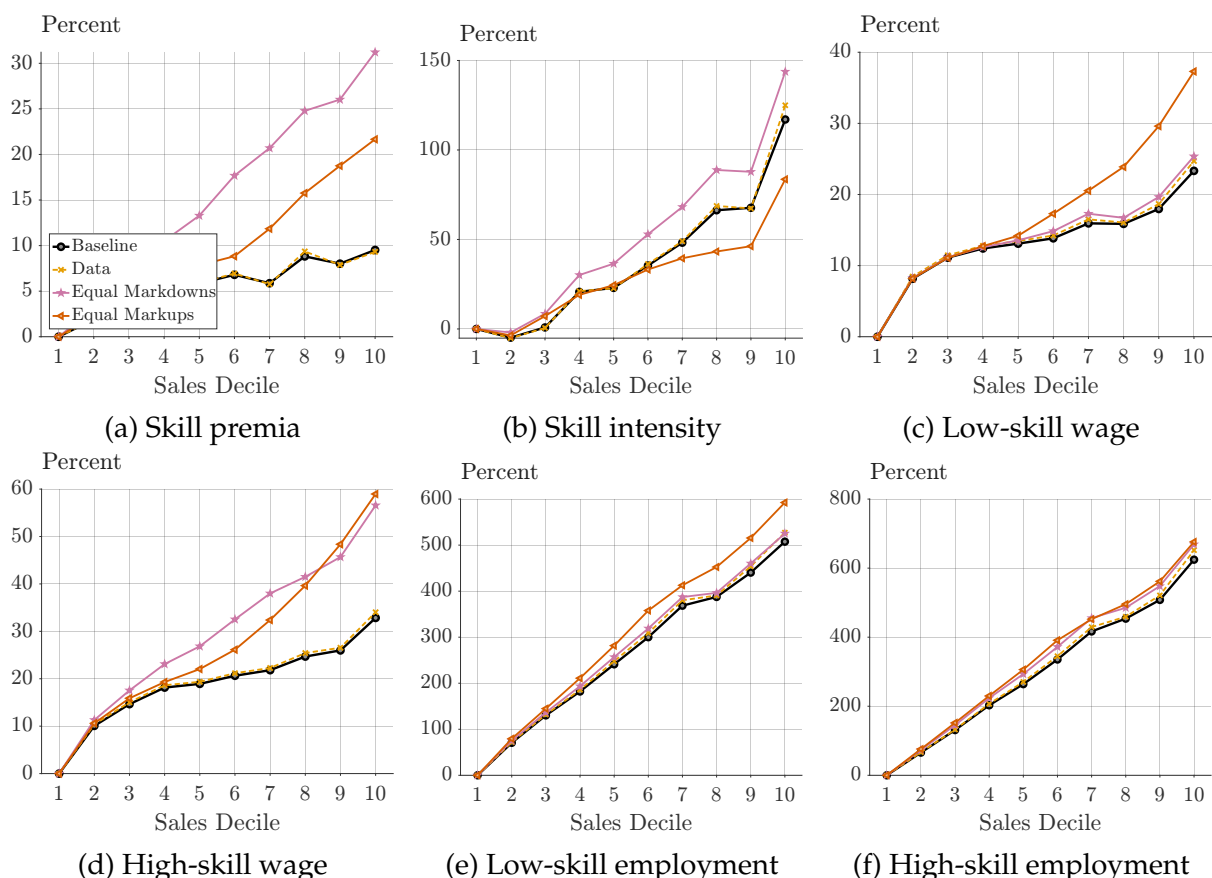 Percent
30
25
20
15
10
5
0
Baseline
Data
Equal Markdowns
Equal Markups
1 2 3 4 5 6 7 8 9 10
Sales Decile
(a) Skill premia
Percent
150
100
50
0
1 2 3 4 5 6 7 8 9 10
Sales Decile
(b) Skill intensity
Percent
40
30
20
10
0
1 2 3 4 5 6 7 8 9 10
Sales Decile
(c) Low-skill wage
Percent
60
50
40
30
20
10
0
1 2 3 4 5 6 7 8 9 10
Sales Decile
(d) High-skill wage
Percent
600
500
400
300
200
100
0
1 2 3 4 5 6 7 8 9 10
Sales Decile
(e) Low-skill employment
Percent
800
600
400
200
0
1 2 3 4 5 6 7 8 9 10
Sales Decile
(f) High-skill employment